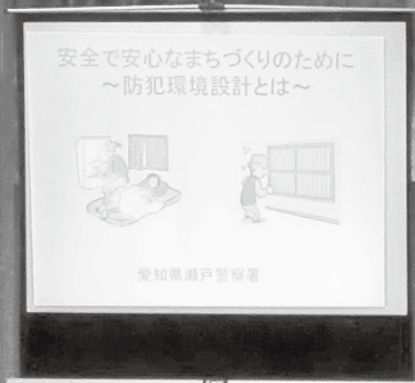 安全で安心なまちづくりのために
～防犯環境設計とは～
愛知県瀬戸警察署